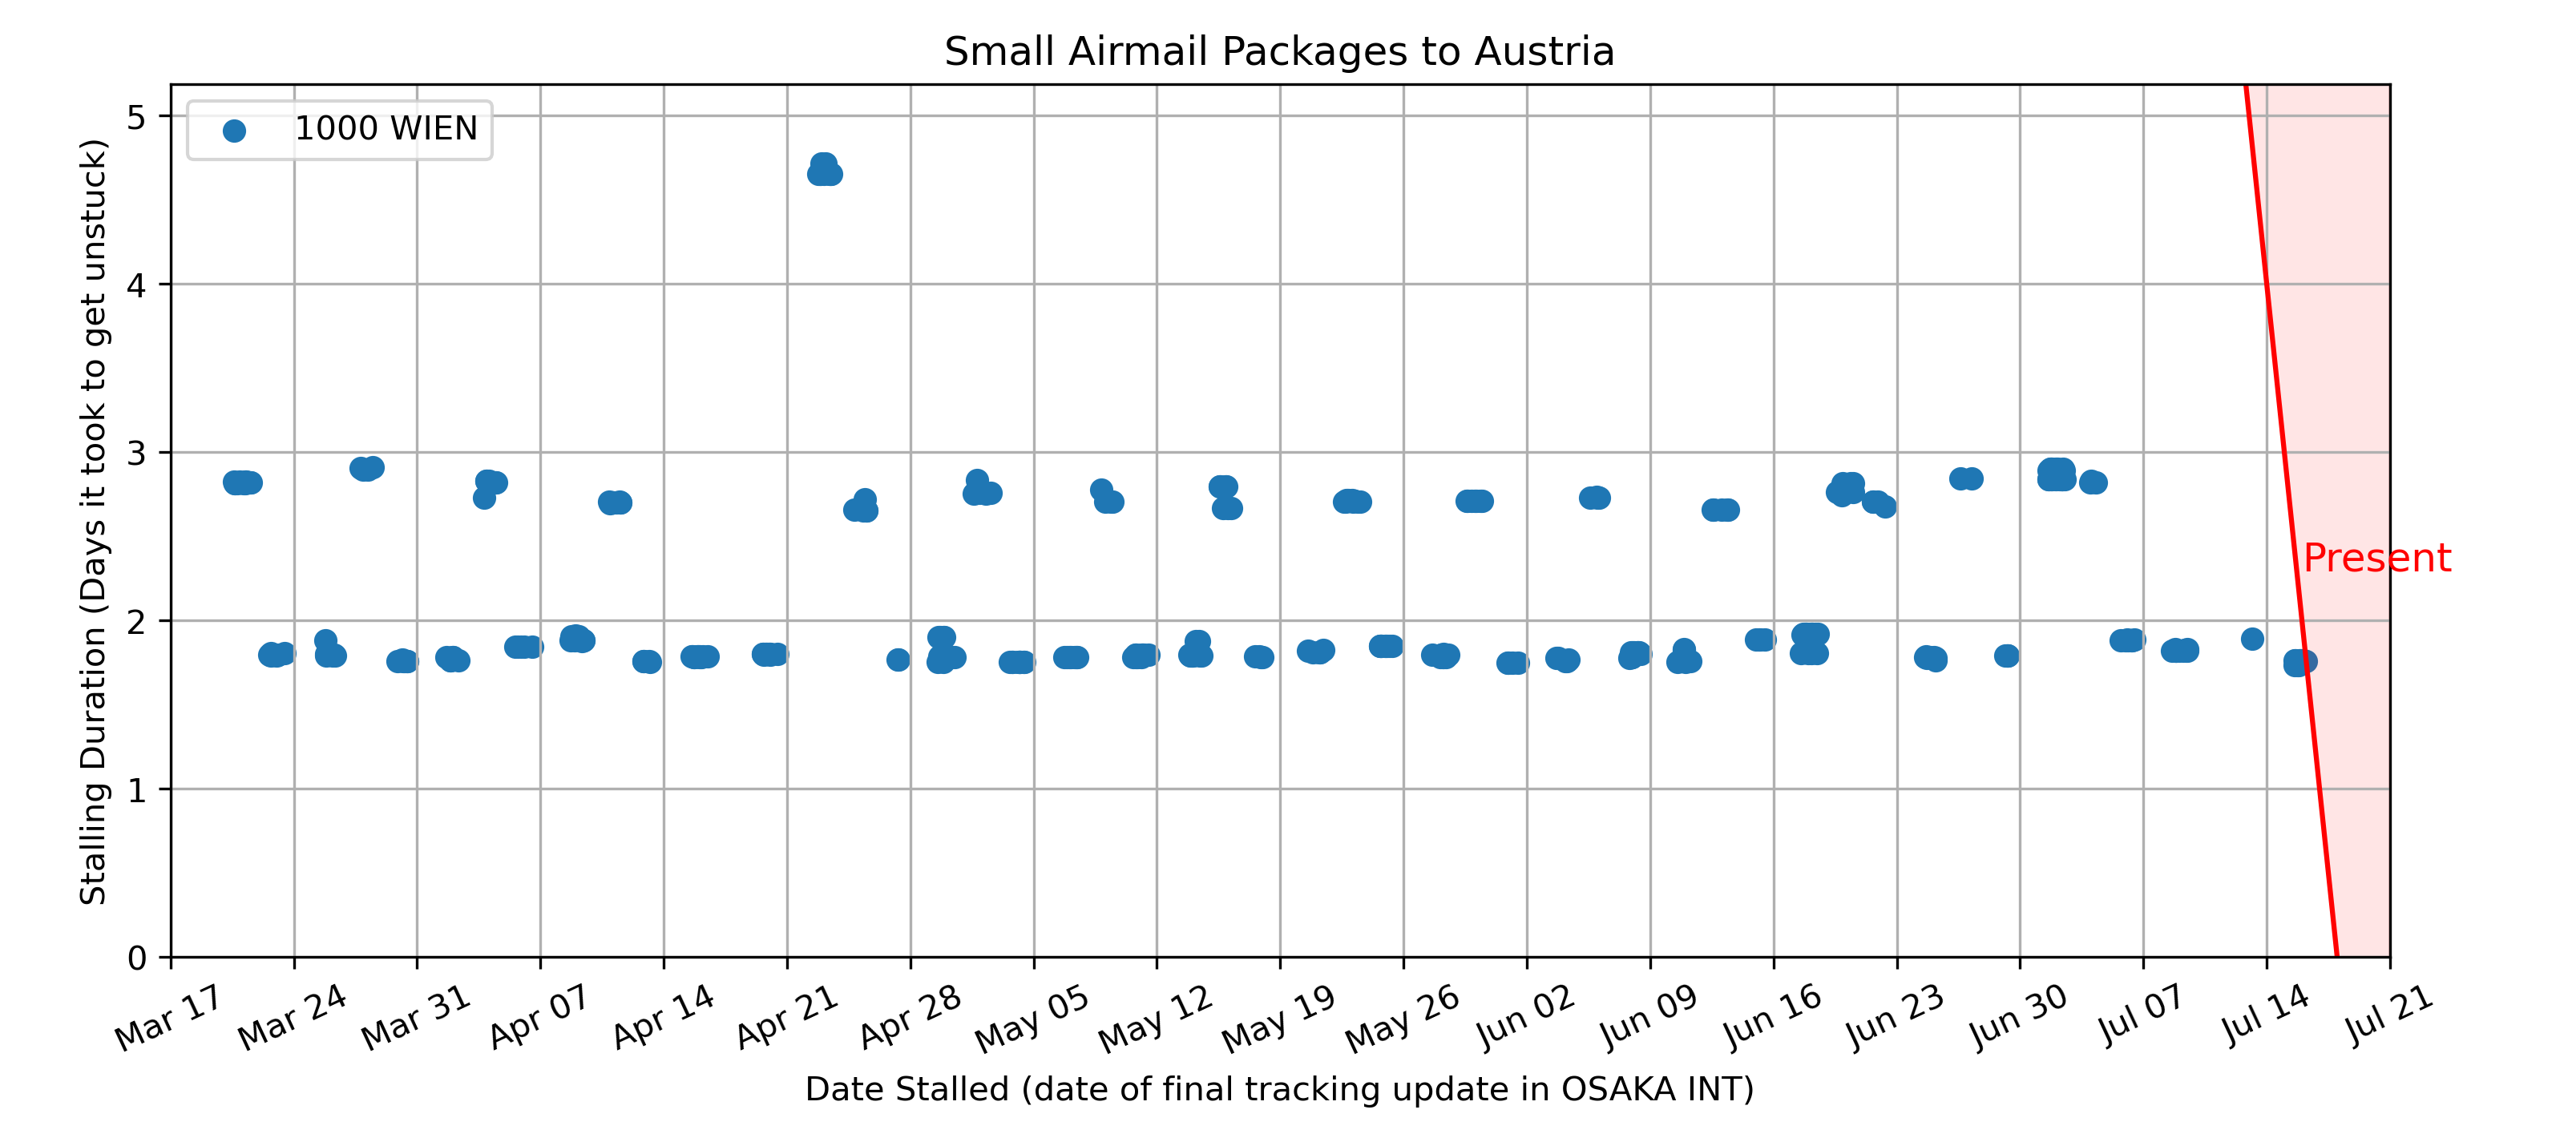 Small Airmail Packages to Austria
1000 WIEN
Stalling Duration (Days it took to get unstuck)
5
4
3
2
1
0
Present
Mar 17
Mar 24
Mar 31
Apr 07
Apr 14
Apr 21
Apr 28
May 05
May 12
May 19
May 26
Jun 02
Jun 09
Jun 16
Jun 23
Jun 30
Jul 07
Jul 14
Jul 21
Date Stalled (date of final tracking update in OSAKA INT)